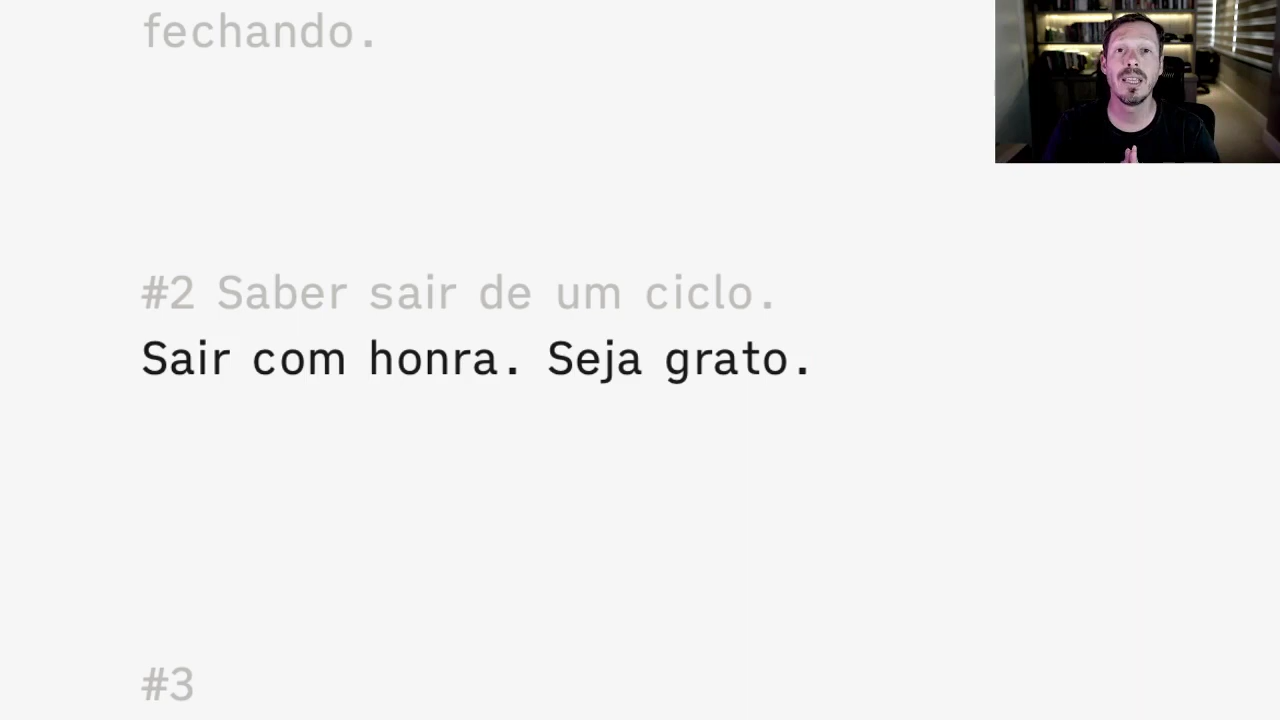 fechando.
#2 Saber sair de um ciclo.
Sair com honra. Seja grato.
#3